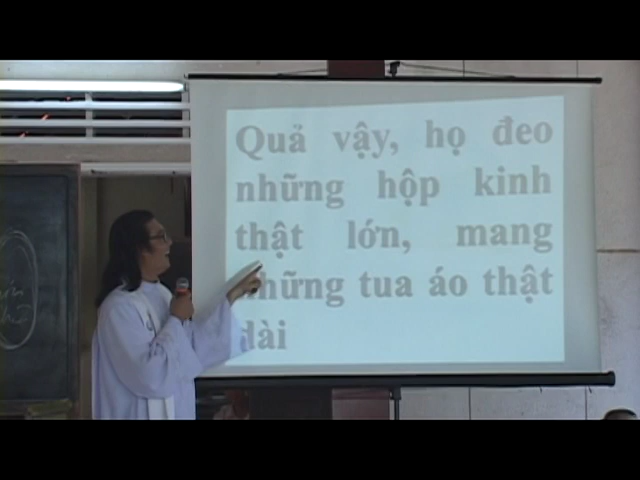 Quả vậy, họ đeo
những hộp kinh
thật lớn, mang
những tua áo thật
dài